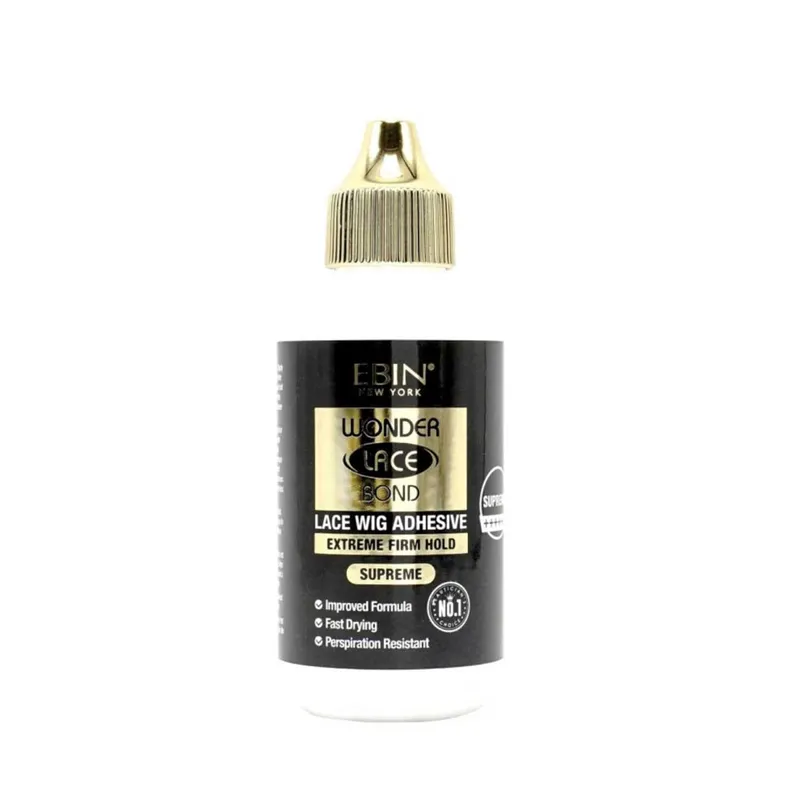 EBIN®
NEW YORK
WONDER
LACE
BOND
LACE WIG ADHESIVE
EXTREME FIRM HOLD
SUPREME
Improved Formula
Fast Drying
Perspiration Resistant
NO.1
CHOICE